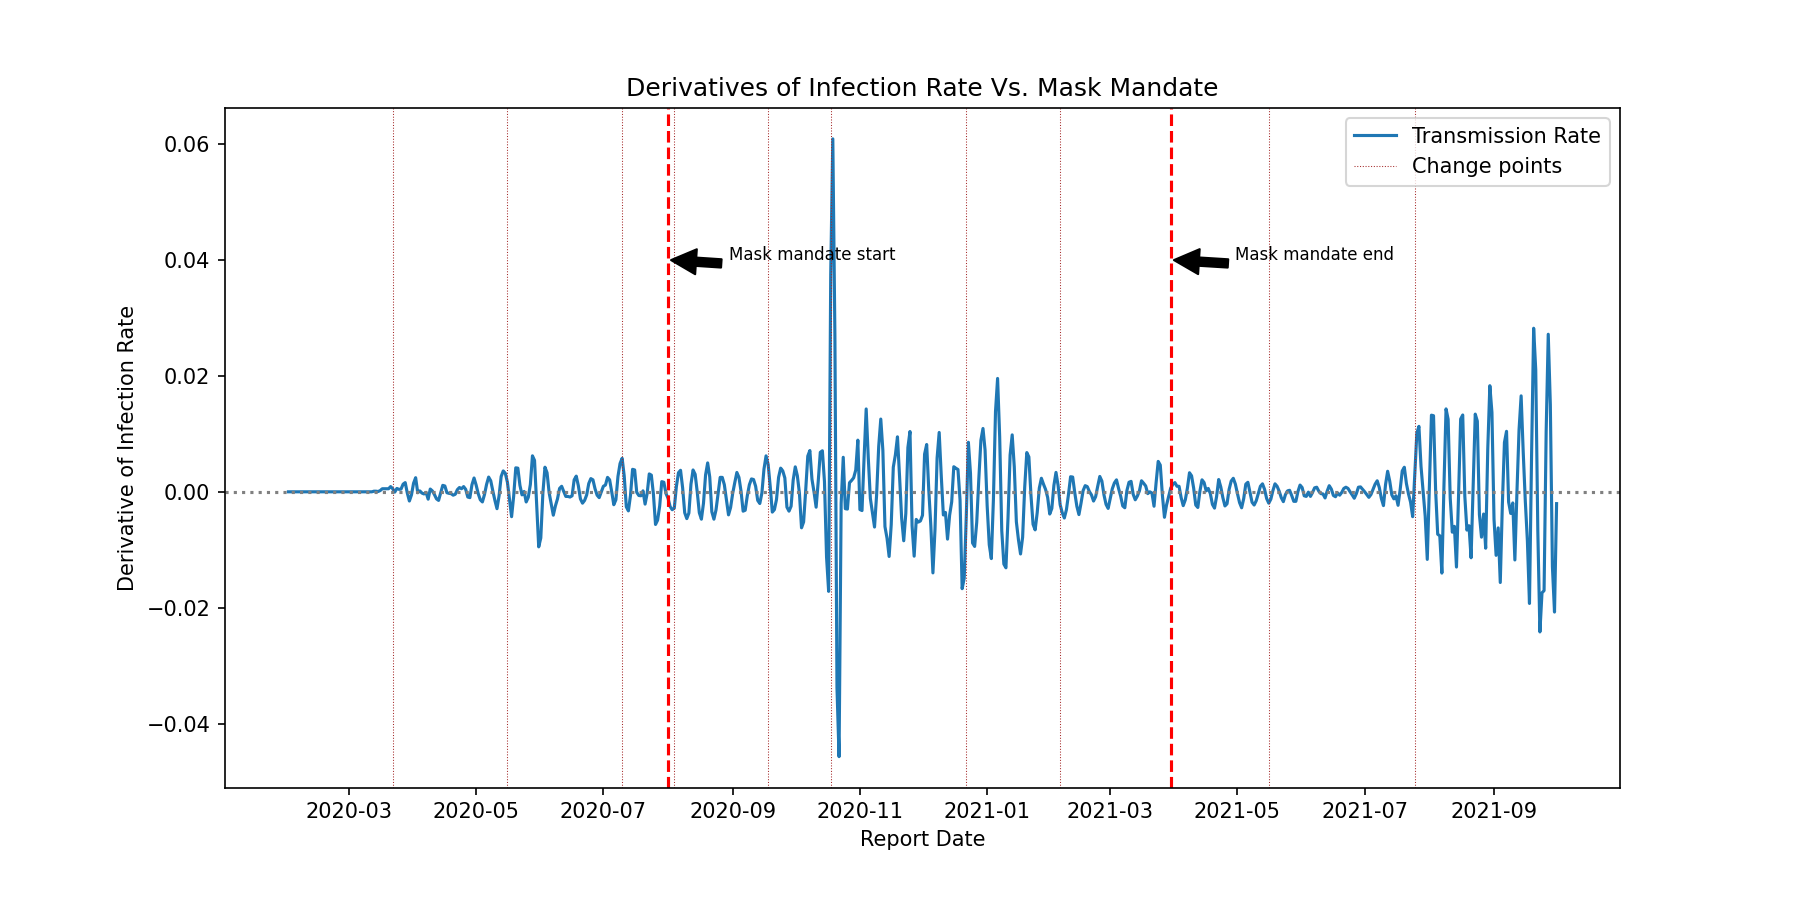 Derivatives of Infection Rate Vs. Mask Mandate
Transmission Rate
Change points
Mask mandate start
Mask mandate end
Derivative of Infection Rate
0.06
0.04
0.02
0.00
−0.02
−0.04
2020-03 2020-05 2020-07 2020-09 2020-11 2021-01 2021-03 2021-05 2021-07 2021-09
Report Date